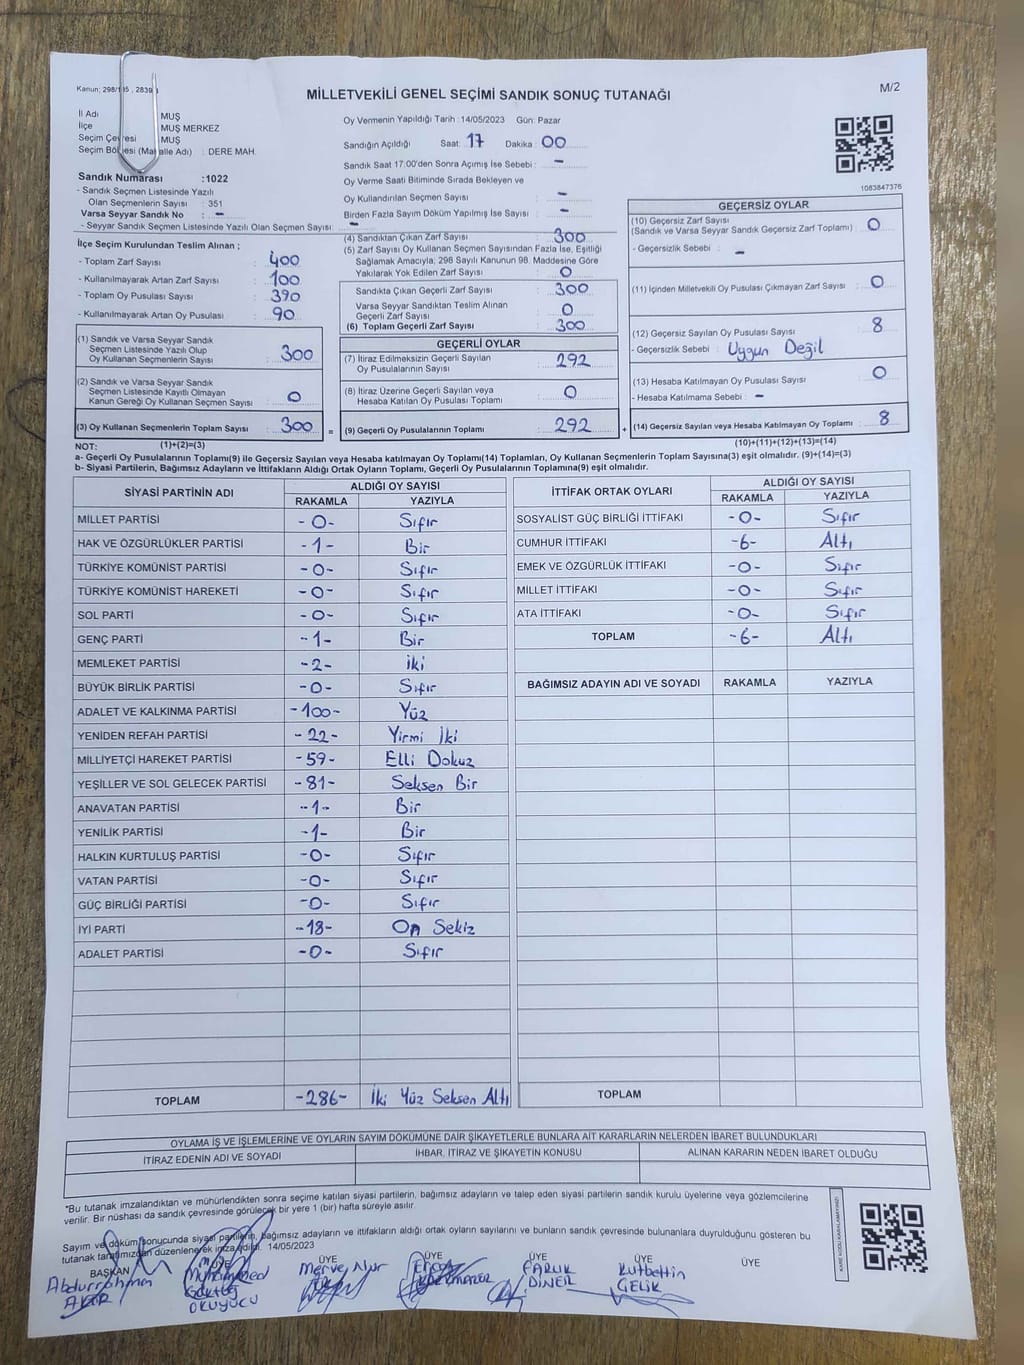 Kanun; 298/105 , 2839
MİLLETVEKİLİ GENEL SEÇİMİ SANDIK SONUÇ TUTANAĞI
M/2
İl Adı MUŞ
İlçe MUŞ MERKEZ
Seçim Çevresi MUŞ
Seçim Bölgesi (Mahalle Adı) : DERE MAH.
Sandık Numarası :1022
- Sandık Seçmen Listesinde Yazılı
Olan Seçmenlerin Sayısı : 351
Varsa Seyyar Sandık No : -
- Seyyar Sandık Seçmen Listesinde Yazılı Olan Seçmen Sayısı : -
Oy Vermenin Yapıldığı Tarih :14/05/2023 Gün: Pazar
Sandığın Açıldığı Saat: 17 Dakika : 00
Sandık Saat 17:00'den Sonra Açımış İse Sebebi : -
Oy Verme Saati Bitiminde Sırada Bekleyen ve
Oy Kullandırılan Seçmen Sayısı : -
Birden Fazla Sayım Döküm Yapılmış İse Sayısı : -
1083847376
İlçe Seçim Kurulundan Teslim Alınan ;
- Toplam Zarf Sayısı : 400
- Kullanılmayarak Artan Zarf Sayısı : 100
- Toplam Oy Pusulası Sayısı : 390
- Kullanılmayarak Artan Oy Pusulası : 90
(1) Sandık ve Varsa Seyyar Sandık
Seçmen Listesinde Yazılı Olup
Oy Kullanan Seçmenlerin Sayısı : 300
(2) Sandık ve Varsa Seyyar Sandık
Seçmen Listesinde Kayıtlı Olmayan
Kanun Gereği Oy Kullanan Seçmen Sayısı : 0
(3) Oy Kullanan Seçmenlerin Toplam Sayısı : 300 =
(1)+(2)=(3)
(4) Sandıktan Çıkan Zarf Sayısı : 300
(5) Zarf Sayısı Oy Kullanan Seçmen Sayısından Fazla İse, Eşitliği
Sağlamak Amacıyla; 298 Sayılı Kanunun 98. Maddesine Göre
Yakılarak Yok Edilen Zarf Sayısı : 0
Sandıkta Çıkan Geçerli Zarf Sayısı : 300
Varsa Seyyar Sandıktan Teslim Alınan
Geçerli Zarf Sayısı : 0
(6) Toplam Geçerli Zarf Sayısı : 300
GEÇERLİ OYLAR
(7) İtiraz Edilmeksizin Geçerli Sayılan
Oy Pusulalarının Sayısı : 292
(8) İtiraz Üzerine Geçerli Sayılan veya
Hesaba Katılan Oy Pusulası Toplamı : 0
(9) Geçerli Oy Pusulalarının Toplamı : 292 +
GEÇERSİZ OYLAR
(10) Geçersiz Zarf Sayısı
(Sandık ve Varsa Seyyar Sandık Geçersiz Zarf Toplamı) : 0
- Geçersizlik Sebebi : -
(11) İçinden Milletvekili Oy Pusulası Çıkmayan Zarf Sayısı : 0
(12) Geçersiz Sayılan Oy Pusulası Sayısı : 8
- Geçersizlik Sebebi : Uygun Değil
(13) Hesaba Katılmayan Oy Pusulası Sayısı : 0
- Hesaba Katılmama Sebebi : -
(14) Geçersiz Sayılan veya Hesaba Katılmayan Oy Toplamı : 8
(10)+(11)+(12)+(13)=(14)
NOT:
a- Geçerli Oy Pusulalarının Toplamı(9) ile Geçersiz Sayılan veya Hesaba katılmayan Oy Toplamı(14) Toplamları, Oy Kullanan Seçmenlerin Toplam Sayısına(3) eşit olmalıdır. (9)+(14)=(3)
b- Siyasi Partilerin, Bağımsız Adayların ve İttifakların Aldığı Ortak Oyların Toplamı, Geçerli Oy Pusulalarının Toplamına(9) eşit olmalıdır.
SİYASİ PARTİNİN ADI ALDIĞI OY SAYISI
RAKAMLA YAZIYLA
MİLLET PARTİSİ -0- Sıfır
HAK VE ÖZGÜRLÜKLER PARTİSİ -1- Bir
TÜRKİYE KOMÜNİST PARTİSİ -0- Sıfır
TÜRKİYE KOMÜNİST HAREKETİ -0- Sıfır
SOL PARTİ -0- Sıfır
GENÇ PARTİ -1- Bir
MEMLEKET PARTİSİ -2- iki
BÜYÜK BİRLİK PARTİSİ -0- Sıfır
ADALET VE KALKINMA PARTİSİ -100- Yüz
YENİDEN REFAH PARTİSİ -22- Yirmi İki
MİLLİYETÇİ HAREKET PARTİSİ -59- Elli Dokuz
YEŞİLLER VE SOL GELECEK PARTİSİ -81- Seksen Bir
ANAVATAN PARTİSİ -1- Bir
YENİLİK PARTİSİ -1- Bir
HALKIN KURTULUŞ PARTİSİ -0- Sıfır
VATAN PARTİSİ -0- Sıfır
GÜÇ BİRLİĞİ PARTİSİ -0- Sıfır
İYİ PARTİ -18- On Sekiz
ADALET PARTİSİ -0- Sıfır
TOPLAM -286- İki Yüz Seksen Altı
İTTİFAK ORTAK OYLARI ALDIĞI OY SAYISI
RAKAMLA YAZIYLA
SOSYALİST GÜÇ BİRLİĞİ İTTİFAKI -0- Sıfır
CUMHUR İTTİFAKI -6- Altı
EMEK VE ÖZGÜRLÜK İTTİFAKI -0- Sıfır
MİLLET İTTİFAKI -0- Sıfır
ATA İTTİFAKI -0- Sıfır
TOPLAM -6- Altı
BAĞIMSIZ ADAYIN ADI VE SOYADI RAKAMLA YAZIYLA
TOPLAM
OYLAMA İŞ VE İŞLEMLERİNE VE OYLARIN SAYIM DÖKÜMÜNE DAİR ŞİKAYETLERLE BUNLARA AİT KARARLARIN NELERDEN İBARET BULUNDUKLARI
İTİRAZ EDENİN ADI VE SOYADI İHBAR, İTİRAZ VE ŞİKAYETİN KONUSU ALINAN KARARIN NEDEN İBARET OLDUĞU
"Bu tutanak imzalandıktan ve mühürlendikten sonra seçime katılan siyasi partilerin, bağımsız adayların ve talep eden siyasi partilerin sandık kurulu üyelerine veya gözlemcilerine
verilir. Bir nüshası da sandık çevresinde görülecek bir yere 1 (bir) hafta süreyle asılır.
Sayım ve döküm sonucunda siyasi partilerin, bağımsız adayların ve ittifakların aldığı ortak oyların sayılarını ve bunların sandık çevresinde bulunanlara duyrulduğunu gösteren bu
tutanak tarafımızdan düzenlenerek imza edildi. 14/05/2023
BAŞKAN ÜYE ÜYE ÜYE ÜYE ÜYE ÜYE
Abdurrahman Muhammed Merve Nur FARUK Kutbettin
Göktuğ DİNER ÇELİK
OKUYUCU